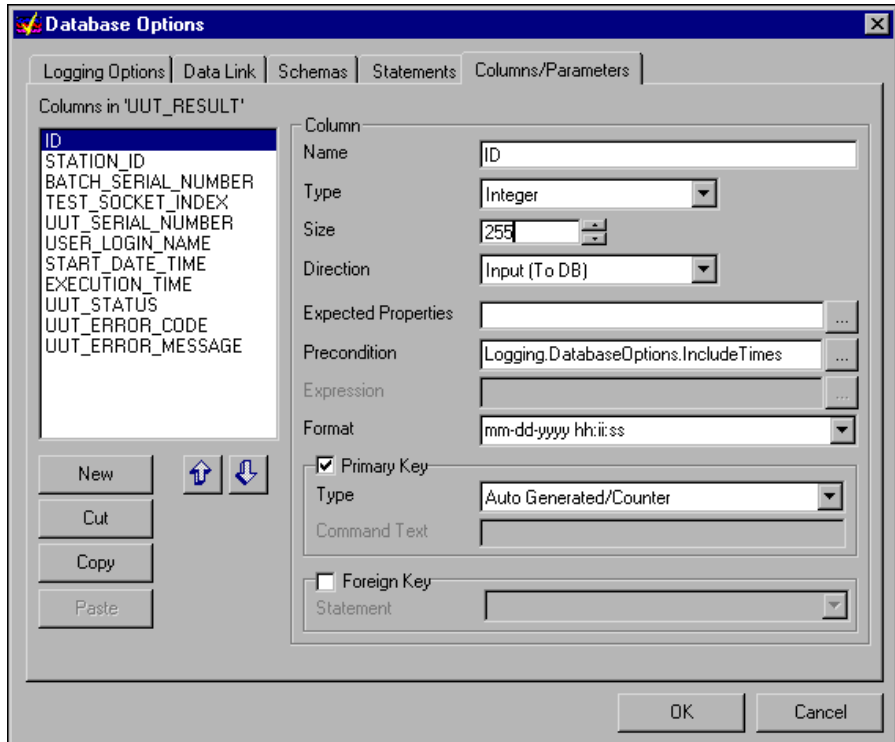 Database Options
Logging Options Data Link Schemas Statements Columns/Parameters
Columns in 'UUT_RESULT'
ID
STATION_ID
BATCH_SERIAL_NUMBER
TEST_SOCKET_INDEX
UUT_SERIAL_NUMBER
USER_LOGIN_NAME
START_DATE_TIME
EXECUTION_TIME
UUT_STATUS
UUT_ERROR_CODE
UUT_ERROR_MESSAGE
New
Cut
Copy
Paste
Column
Name ID
Type Integer
Size 255
Direction Input (To DB)
Expected Properties ...
Precondition Logging.DatabaseOptions.IncludeTimes ...
Expression ...
Format mm-dd-yyyy hh:ii:ss
Primary Key
Type Auto Generated/Counter
Command Text
Foreign Key
Statement
OK Cancel